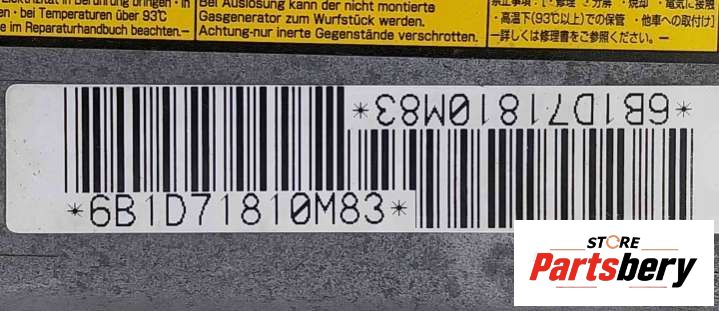 bei Temperaturen über 93°C
im Reparaturhandbuch beachten.—
Bei Auslösung kann der nicht montierte
Gasgenerator zum Wurfstück werden.
Achtung-nur inerte Gegenstände verschrotten.—
・高温下(93℃以上)での保管 ・他車への取付け
—詳しくは修理書をご参照ください。—
*6B1D71810M83*
*6B1D71810M83*
STORE
Partsbery